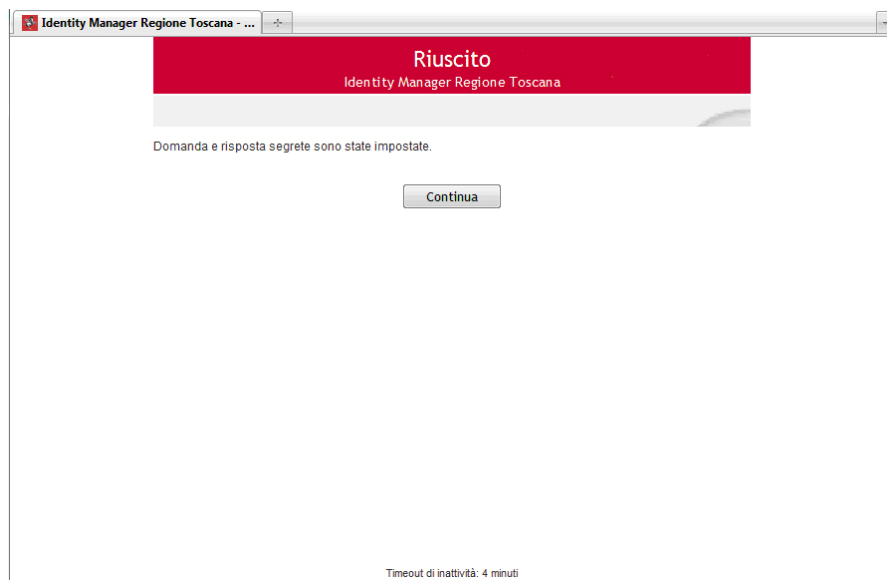 Identity Manager Regione Toscana - ...
Riuscito
Identity Manager Regione Toscana
Domanda e risposta segrete sono state impostate.
Continua
Timeout di inattività: 4 minuti